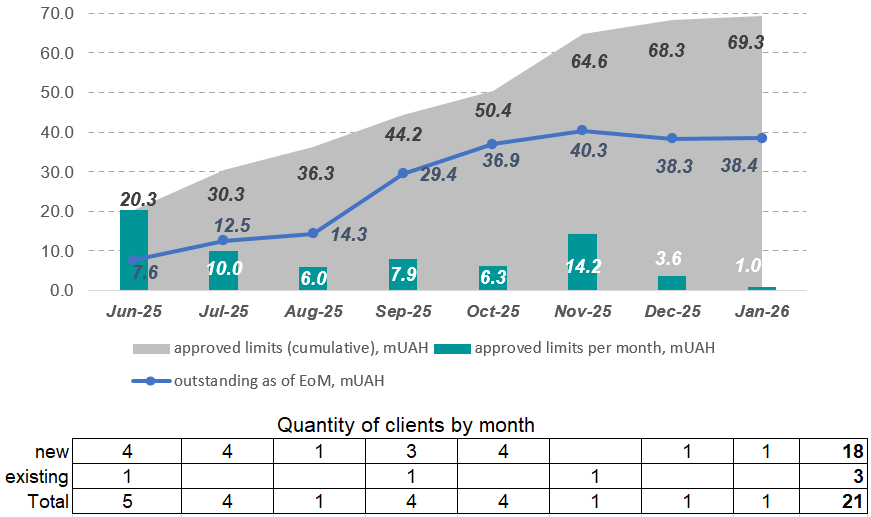 70.0
60.0
50.0
40.0
30.0
20.0
10.0
0.0
20.3 30.3 36.3 44.2 50.4 64.6 68.3 69.3
7.6 12.5 14.3 29.4 36.9 40.3 38.3 38.4
10.0 6.0 7.9 6.3 14.2 3.6 1.0
Jun-25 Jul-25 Aug-25 Sep-25 Oct-25 Nov-25 Dec-25 Jan-26
approved limits (cumulative), mUAH approved limits per month, mUAH
outstanding as of EoM, mUAH
Quantity of clients by month
new 4 4 1 3 4 1 1 18
existing 1 1 1 3
Total 5 4 1 4 4 1 1 1 21